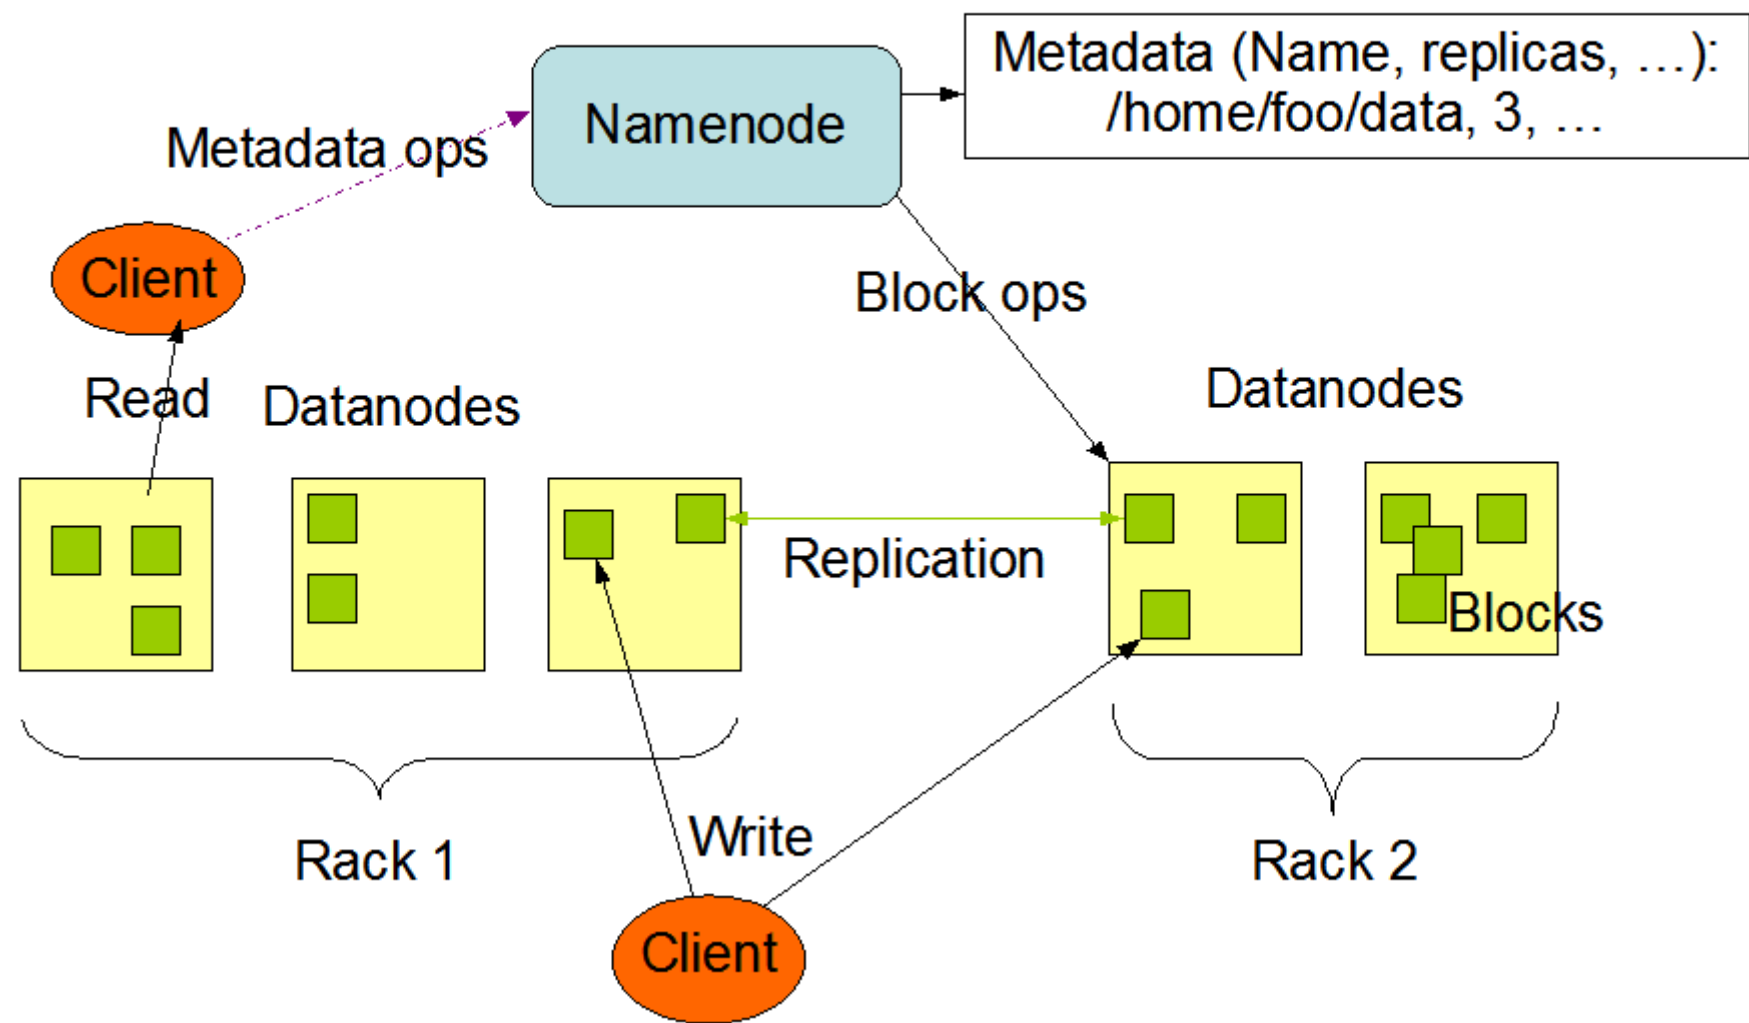 Metadata (Name, replicas, …):
/home/foo/data, 3, …
Namenode
Metadata ops
Client
Block ops
Read
Datanodes
Datanodes
Replication
Blocks
Rack 1
Write
Rack 2
Client